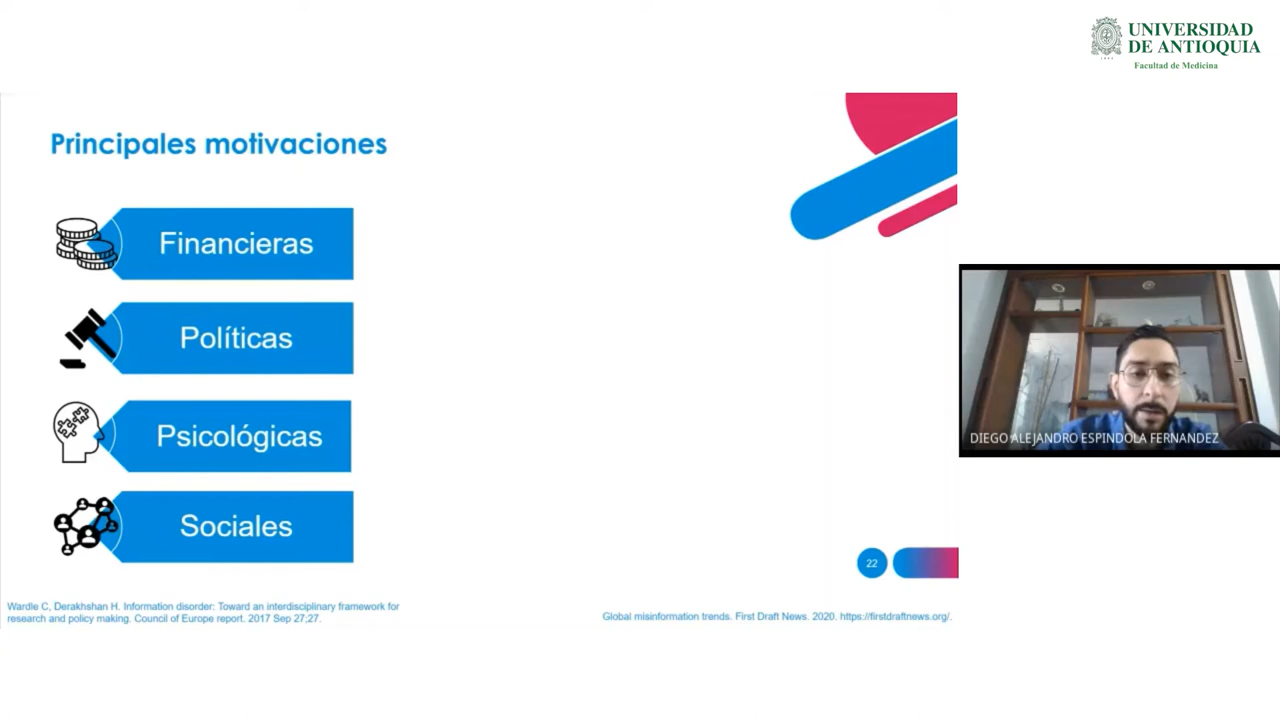 UNIVERSIDAD
DE ANTIOQUIA
Facultad de Medicina
Principales motivaciones
Financieras
Políticas
Psicológicas
Sociales
DIEGO ALEJANDRO ESPINDOLA FERNANDEZ
22
Wardle C, Derakhshan H. Information disorder: Toward an interdisciplinary framework for
research and policy making. Council of Europe report. 2017 Sep 27;27.
Global misinformation trends. First Draft News. 2020. https://firstdraftnews.org/.